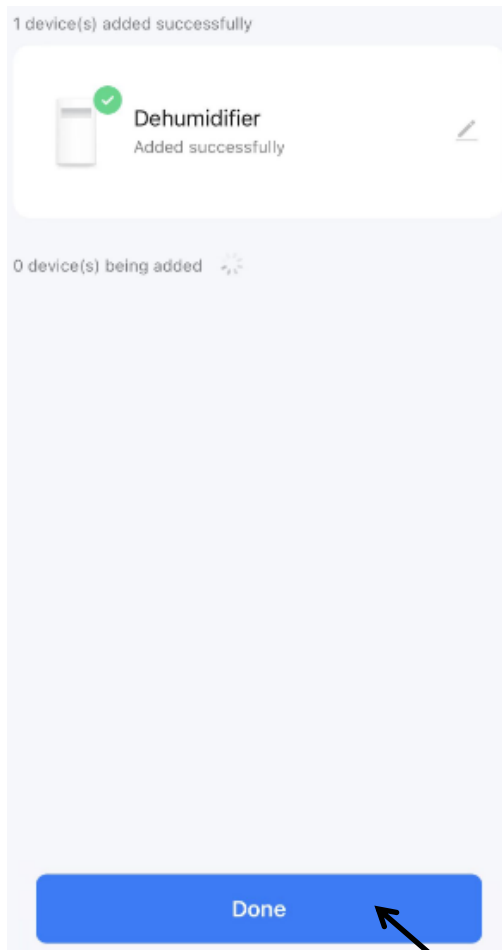 1 device(s) added successfully
Dehumidifier
Added successfully
0 device(s) being added
Done